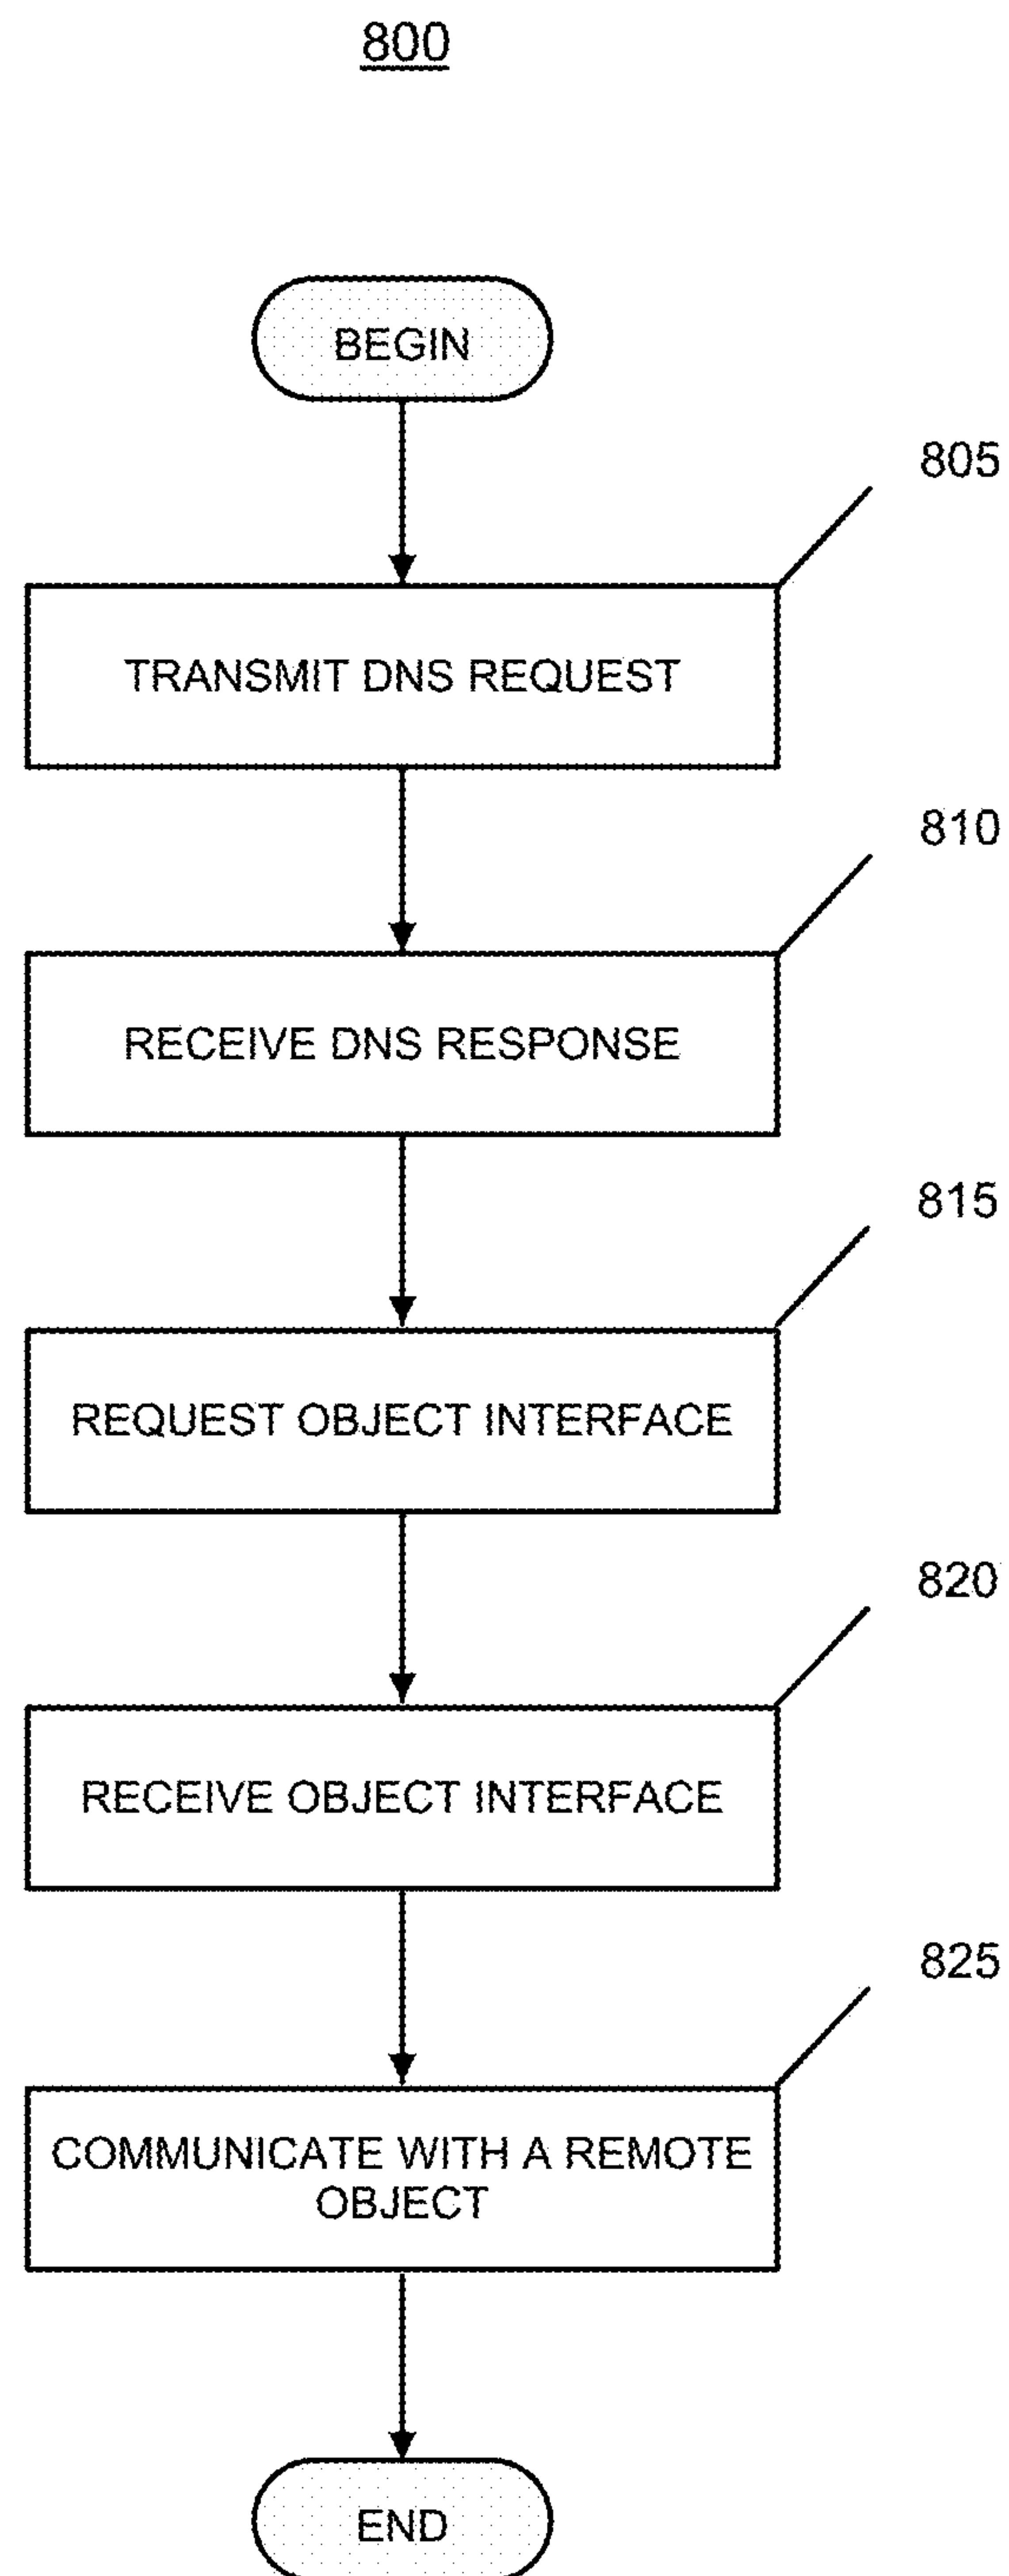 800
BEGIN
805
TRANSMIT DNS REQUEST
810
RECEIVE DNS RESPONSE
815
REQUEST OBJECT INTERFACE
820
RECEIVE OBJECT INTERFACE
825
COMMUNICATE WITH A REMOTE
OBJECT
END